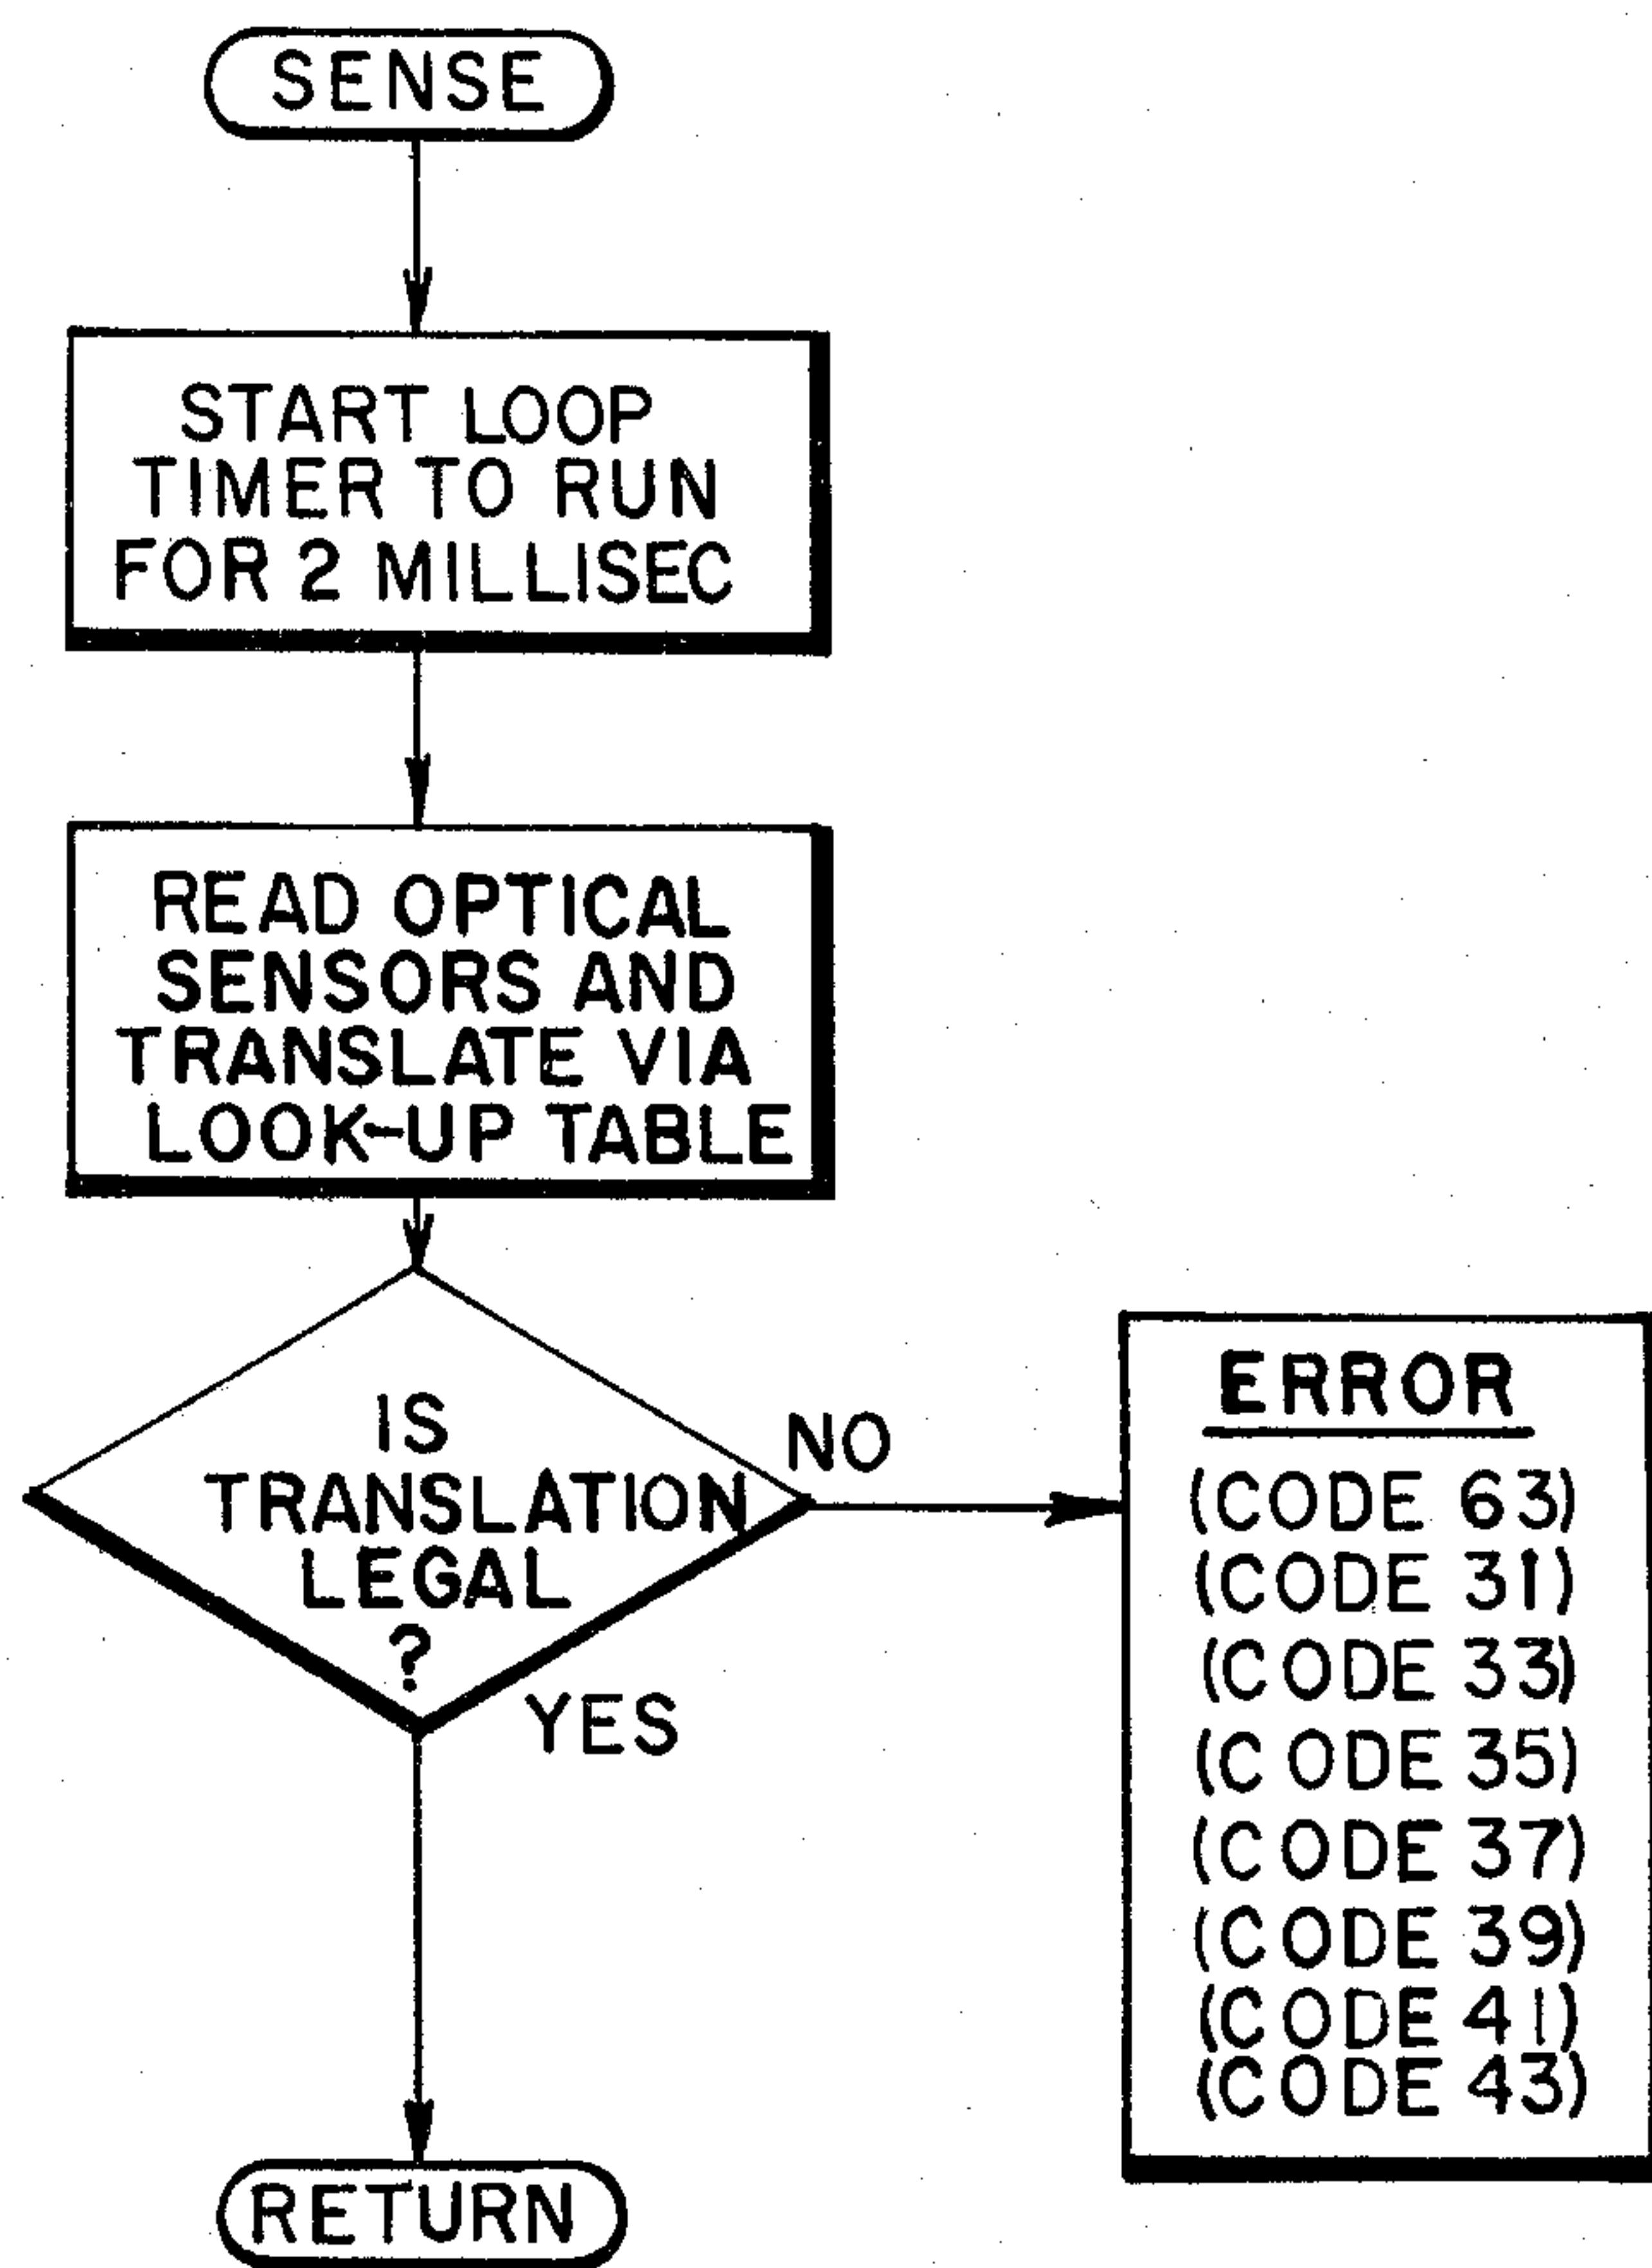 SENSE
START LOOP
TIMER TO RUN
FOR 2 MILLISEC
READ OPTICAL
SENSORS AND
TRANSLATE VIA
LOOK-UP TABLE
IS
TRANSLATION
LEGAL
?
NO
YES
ERROR
(CODE 63)
(CODE 31)
(CODE 33)
(CODE 35)
(CODE 37)
(CODE 39)
(CODE 41)
(CODE 43)
RETURN